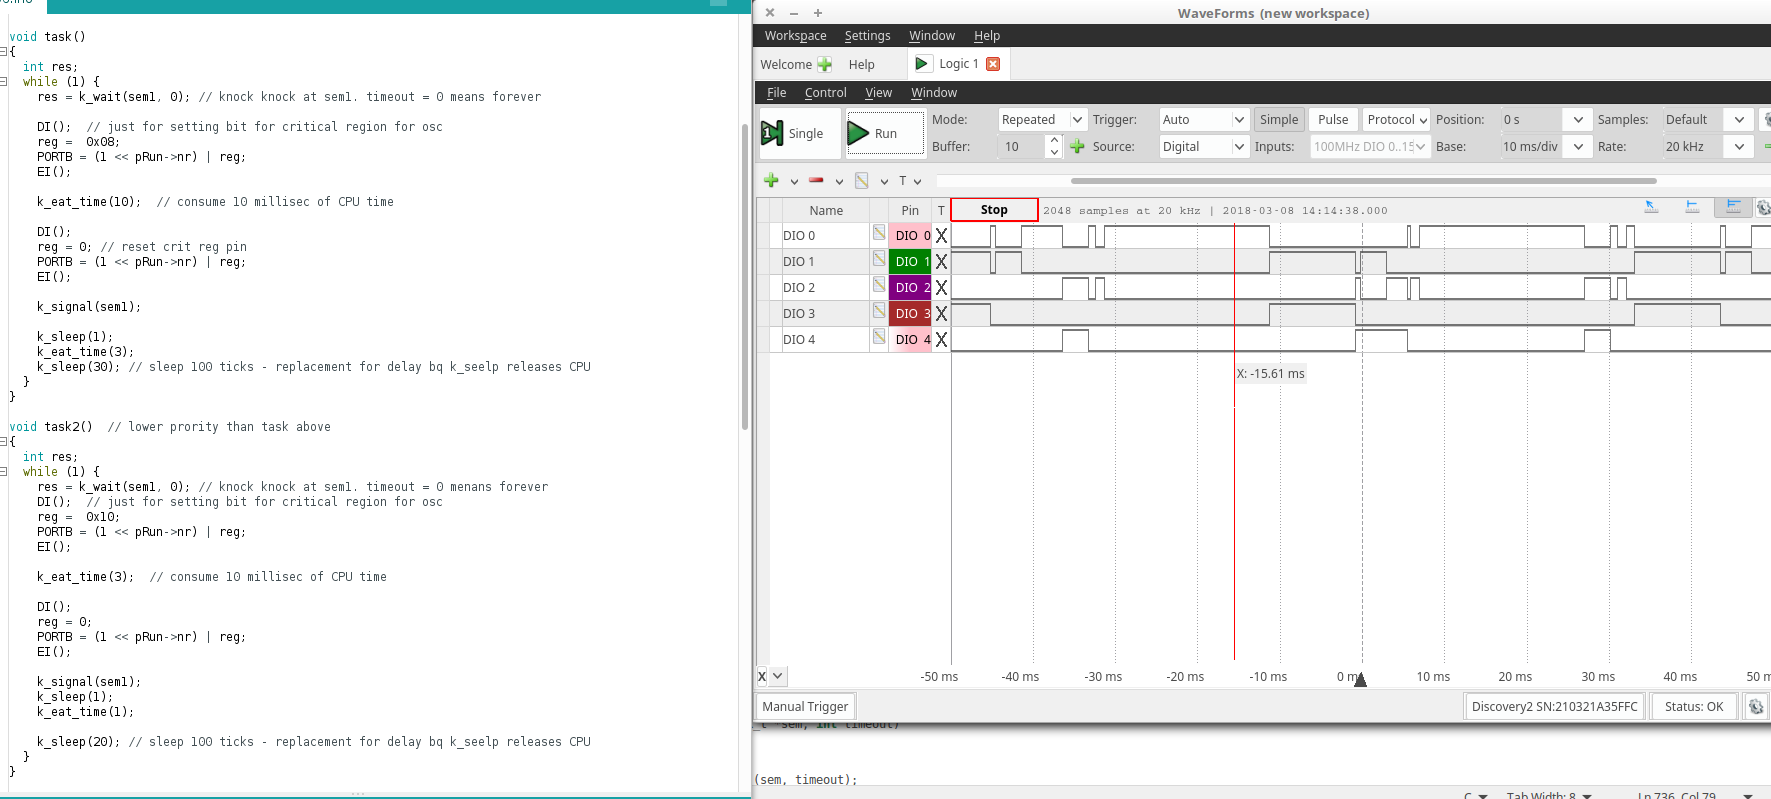 void task()
{
int res;
while (1) {
res = k_wait(sem1, 0); // knock knock at sem1. timeout = 0 means forever
DI();  // just for setting bit for critical region for osc
reg =  0x08;
PORTB = (1 << pRun->nr) | reg;
EI();
k_eat_time(10);  // consume 10 millisec of CPU time
DI();
reg = 0; // reset crit reg pin
PORTB = (1 << pRun->nr) | reg;
EI();
k_signal(sem1);
k_sleep(1);
k_eat_time(3);
k_sleep(30); // sleep 100 ticks - replacement for delay bq k_seelp releases CPU
}
}
void task2()  // lower prority than task above
{
int res;
while (1) {
res = k_wait(sem1, 0); // knock knock at sem1. timeout = 0 menans forever
DI();  // just for setting bit for critical region for osc
reg =  0x10;
PORTB = (1 << pRun->nr) | reg;
EI();
k_eat_time(3);  // consume 10 millisec of CPU time
DI();
reg = 0;
PORTB = (1 << pRun->nr) | reg;
EI();
k_signal(sem1);
k_sleep(1);
k_eat_time(1);
k_sleep(20); // sleep 100 ticks - replacement for delay bq k_seelp releases CPU
}
}
WaveForms (new workspace)
Workspace Settings Window Help
Welcome Help Logic 1
File Control View Window
Single Run Mode: Repeated Trigger: Auto Simple Pulse Protocol Position: 0 s Samples: Default
Buffer: 10 Source: Digital Inputs: 100MHz DIO 0..15 Base: 10 ms/div Rate: 20 kHz
T
Name Pin T Stop 2048 samples at 20 kHz | 2018-03-08 14:14:38.000
DIO 0 DIO 0 X
DIO 1 DIO 1 X
DIO 2 DIO 2 X
DIO 3 DIO 3 X
DIO 4 DIO 4 X
X: -15.61 ms
X -50 ms -40 ms -30 ms -20 ms -10 ms 0 ms 10 ms 20 ms 30 ms 40 ms 50 m
Manual Trigger Discovery2 SN:210321A35FFC Status: OK
sem, int timeout)
(sem, timeout);
C Tab Width: 8 Ln 736, Col 79